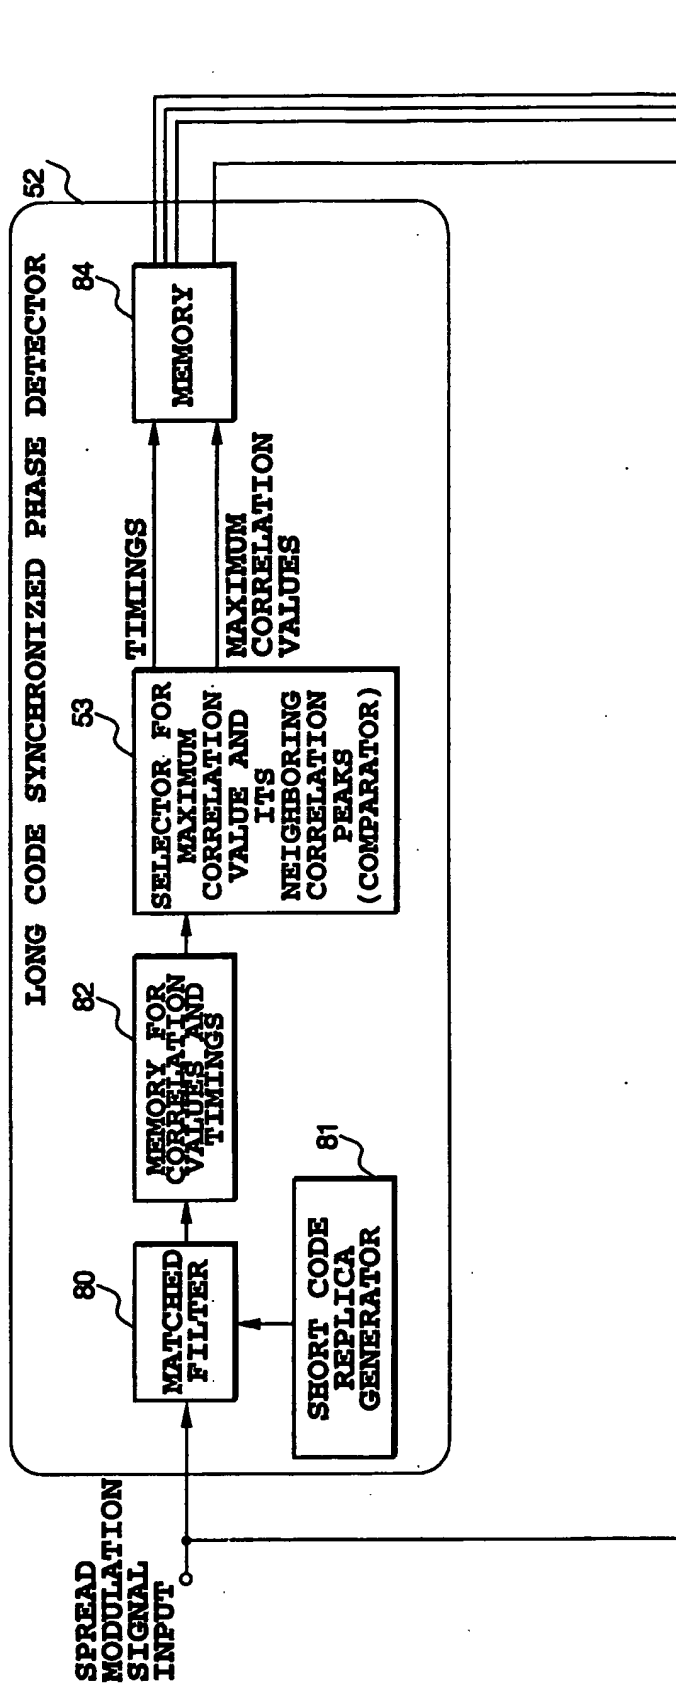 LONG CODE SYNCHRONIZED PHASE DETECTOR
52
SPREAD
MODULATION
SIGNAL
INPUT
80
MATCHED
FILTER
81
SHORT CODE
REPLICA
GENERATOR
82
MEMORY FOR
CORRELATION
VALUES AND
TIMINGS
53
SELECTOR FOR
MAXIMUM
CORRELATION
VALUE AND
ITS
NEIGHBORING
CORRELATION
PEAKS
(COMPARATOR)
TIMINGS
MAXIMUM
CORRELATION
VALUES
84
MEMORY